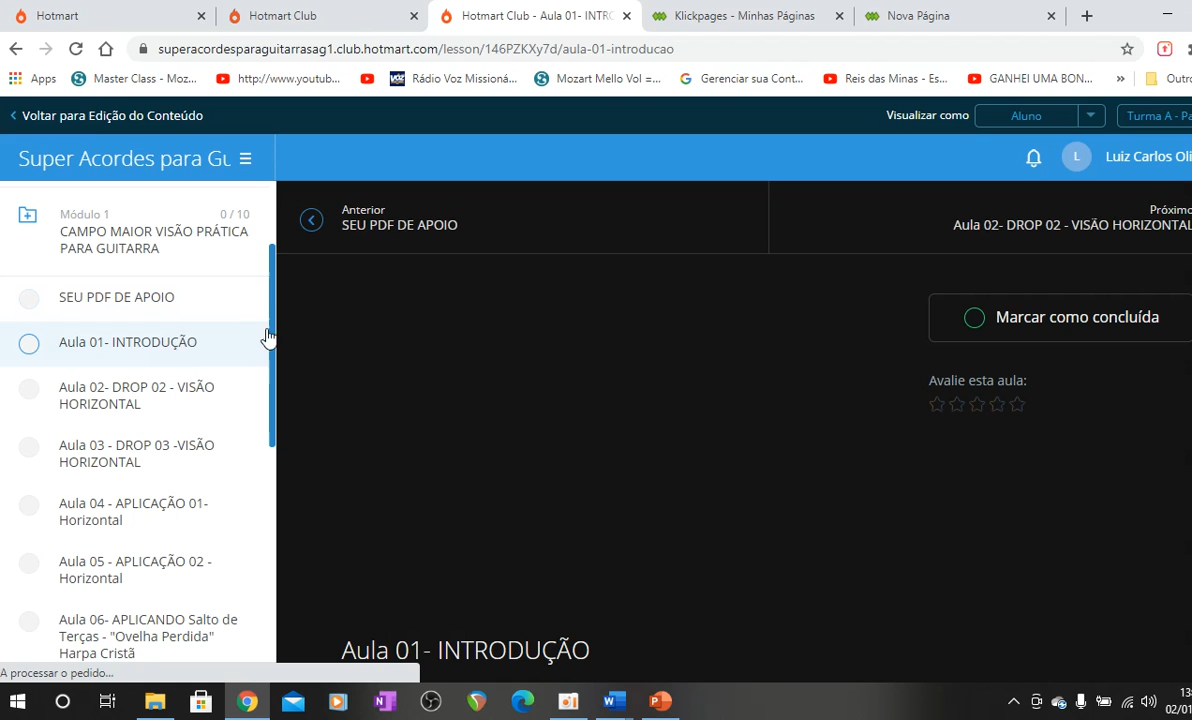 Hotmart
Hotmart Club
Hotmart Club - Aula 01- INTRO
Klickpages - Minhas Páginas
Nova Página
superacordesparaguitarrasag1.club.hotmart.com/lesson/146PZKXy7d/aula-01-introducao
Apps
Master Class - Moz...
http://www.youtub...
Rádio Voz Missioná...
Mozart Mello Vol =...
Gerenciar sua Cont...
Reis das Minas - Es...
GANHEI UMA BON...
»
Outro
Voltar para Edição do Conteúdo
Visualizar como
Aluno
Turma A - Pa
Super Acordes para Gu
L
Luiz Carlos Oli
Módulo 1
0 / 10
CAMPO MAIOR VISÃO PRÁTICA
PARA GUITARRA
Anterior
SEU PDF DE APOIO
Próximo
Aula 02- DROP 02 - VISÃO HORIZONTAL
SEU PDF DE APOIO
Aula 01- INTRODUÇÃO
Aula 02- DROP 02 - VISÃO
HORIZONTAL
Aula 03 - DROP 03 -VISÃO
HORIZONTAL
Aula 04 - APLICAÇÃO 01-
Horizontal
Aula 05 - APLICAÇÃO 02 -
Horizontal
Aula 06- APLICANDO Salto de
Terças - "Ovelha Perdida"
Harpa Cristã
Marcar como concluída
Avalie esta aula:
Aula 01- INTRODUÇÃO
A processar o pedido...
13:
02/01